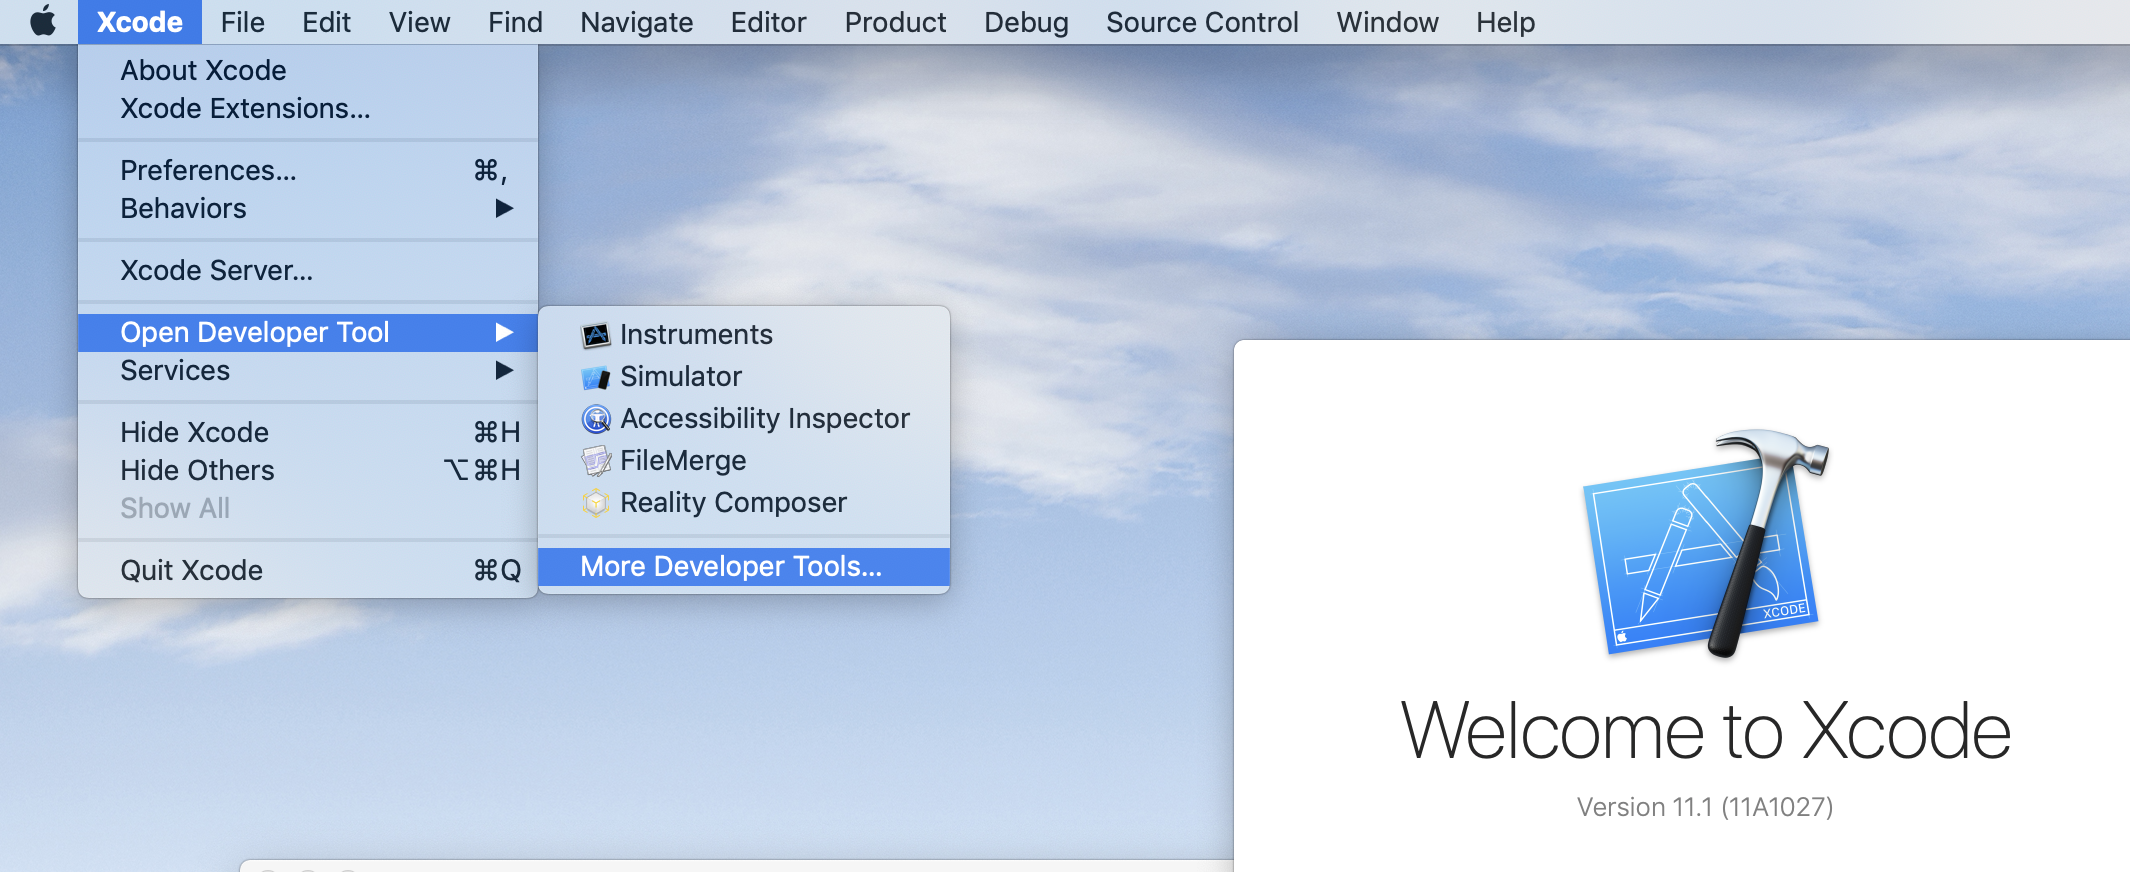 Xcode File Edit View Find Navigate Editor Product Debug Source Control Window Help
About Xcode
Xcode Extensions...
Preferences... ⌘,
Behaviors ▶
Xcode Server...
Open Developer Tool ▶
Services ▶
Hide Xcode ⌘H
Hide Others ⌥⌘H
Show All
Quit Xcode ⌘Q
Instruments
Simulator
Accessibility Inspector
FileMerge
Reality Composer
More Developer Tools...
XCODE
Welcome to Xcode
Version 11.1 (11A1027)